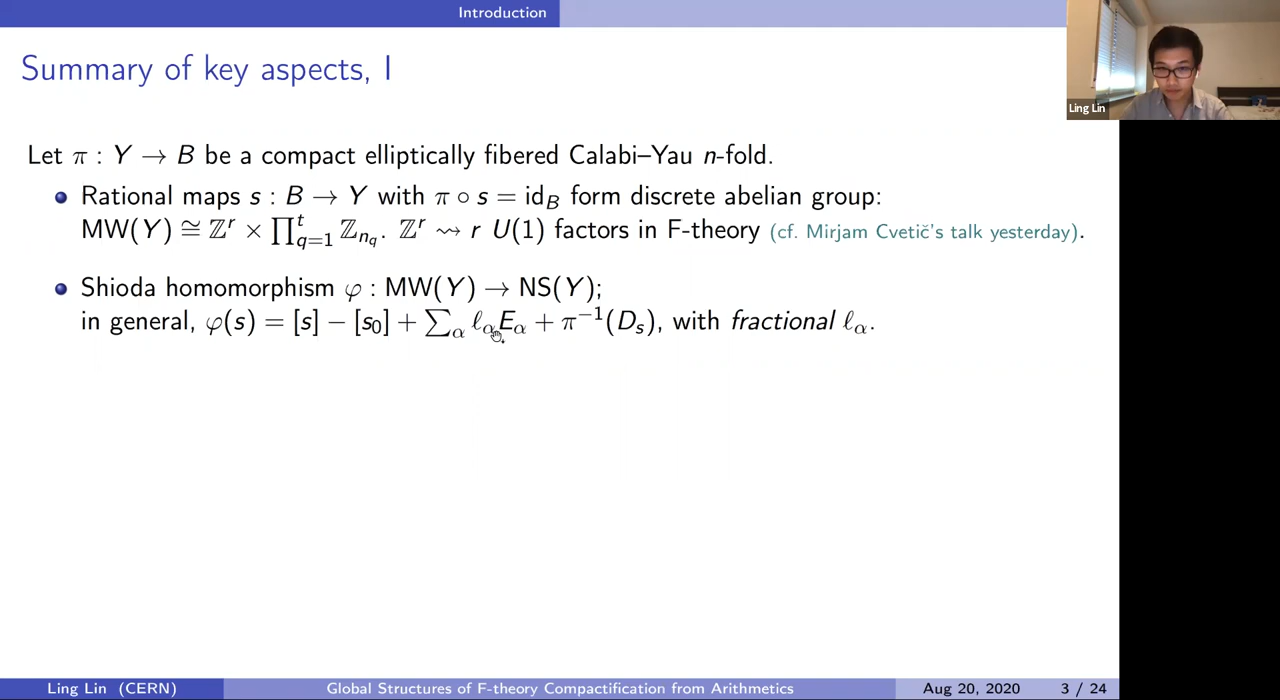 Introduction
Summary of key aspects, I
Let π : Y → B be a compact elliptically fibered Calabi–Yau n-fold.
Rational maps s : B → Y with π ∘ s = id_B form discrete abelian group:
MW(Y) ≅ ℤ^r × ∏_{q=1}^t ℤ_{n_q}. ℤ^r ⇝ r U(1) factors in F-theory (cf. Mirjam Cvetič's talk yesterday).
Shioda homomorphism φ : MW(Y) → NS(Y);
in general, φ(s) = [s] − [s_0] + ∑_α ℓ_α E_α + π^{−1}(D_s), with fractional ℓ_α.
Ling Lin
Ling Lin (CERN) Global Structures of F-theory Compactification from Arithmetics Aug 20, 2020 3 / 24